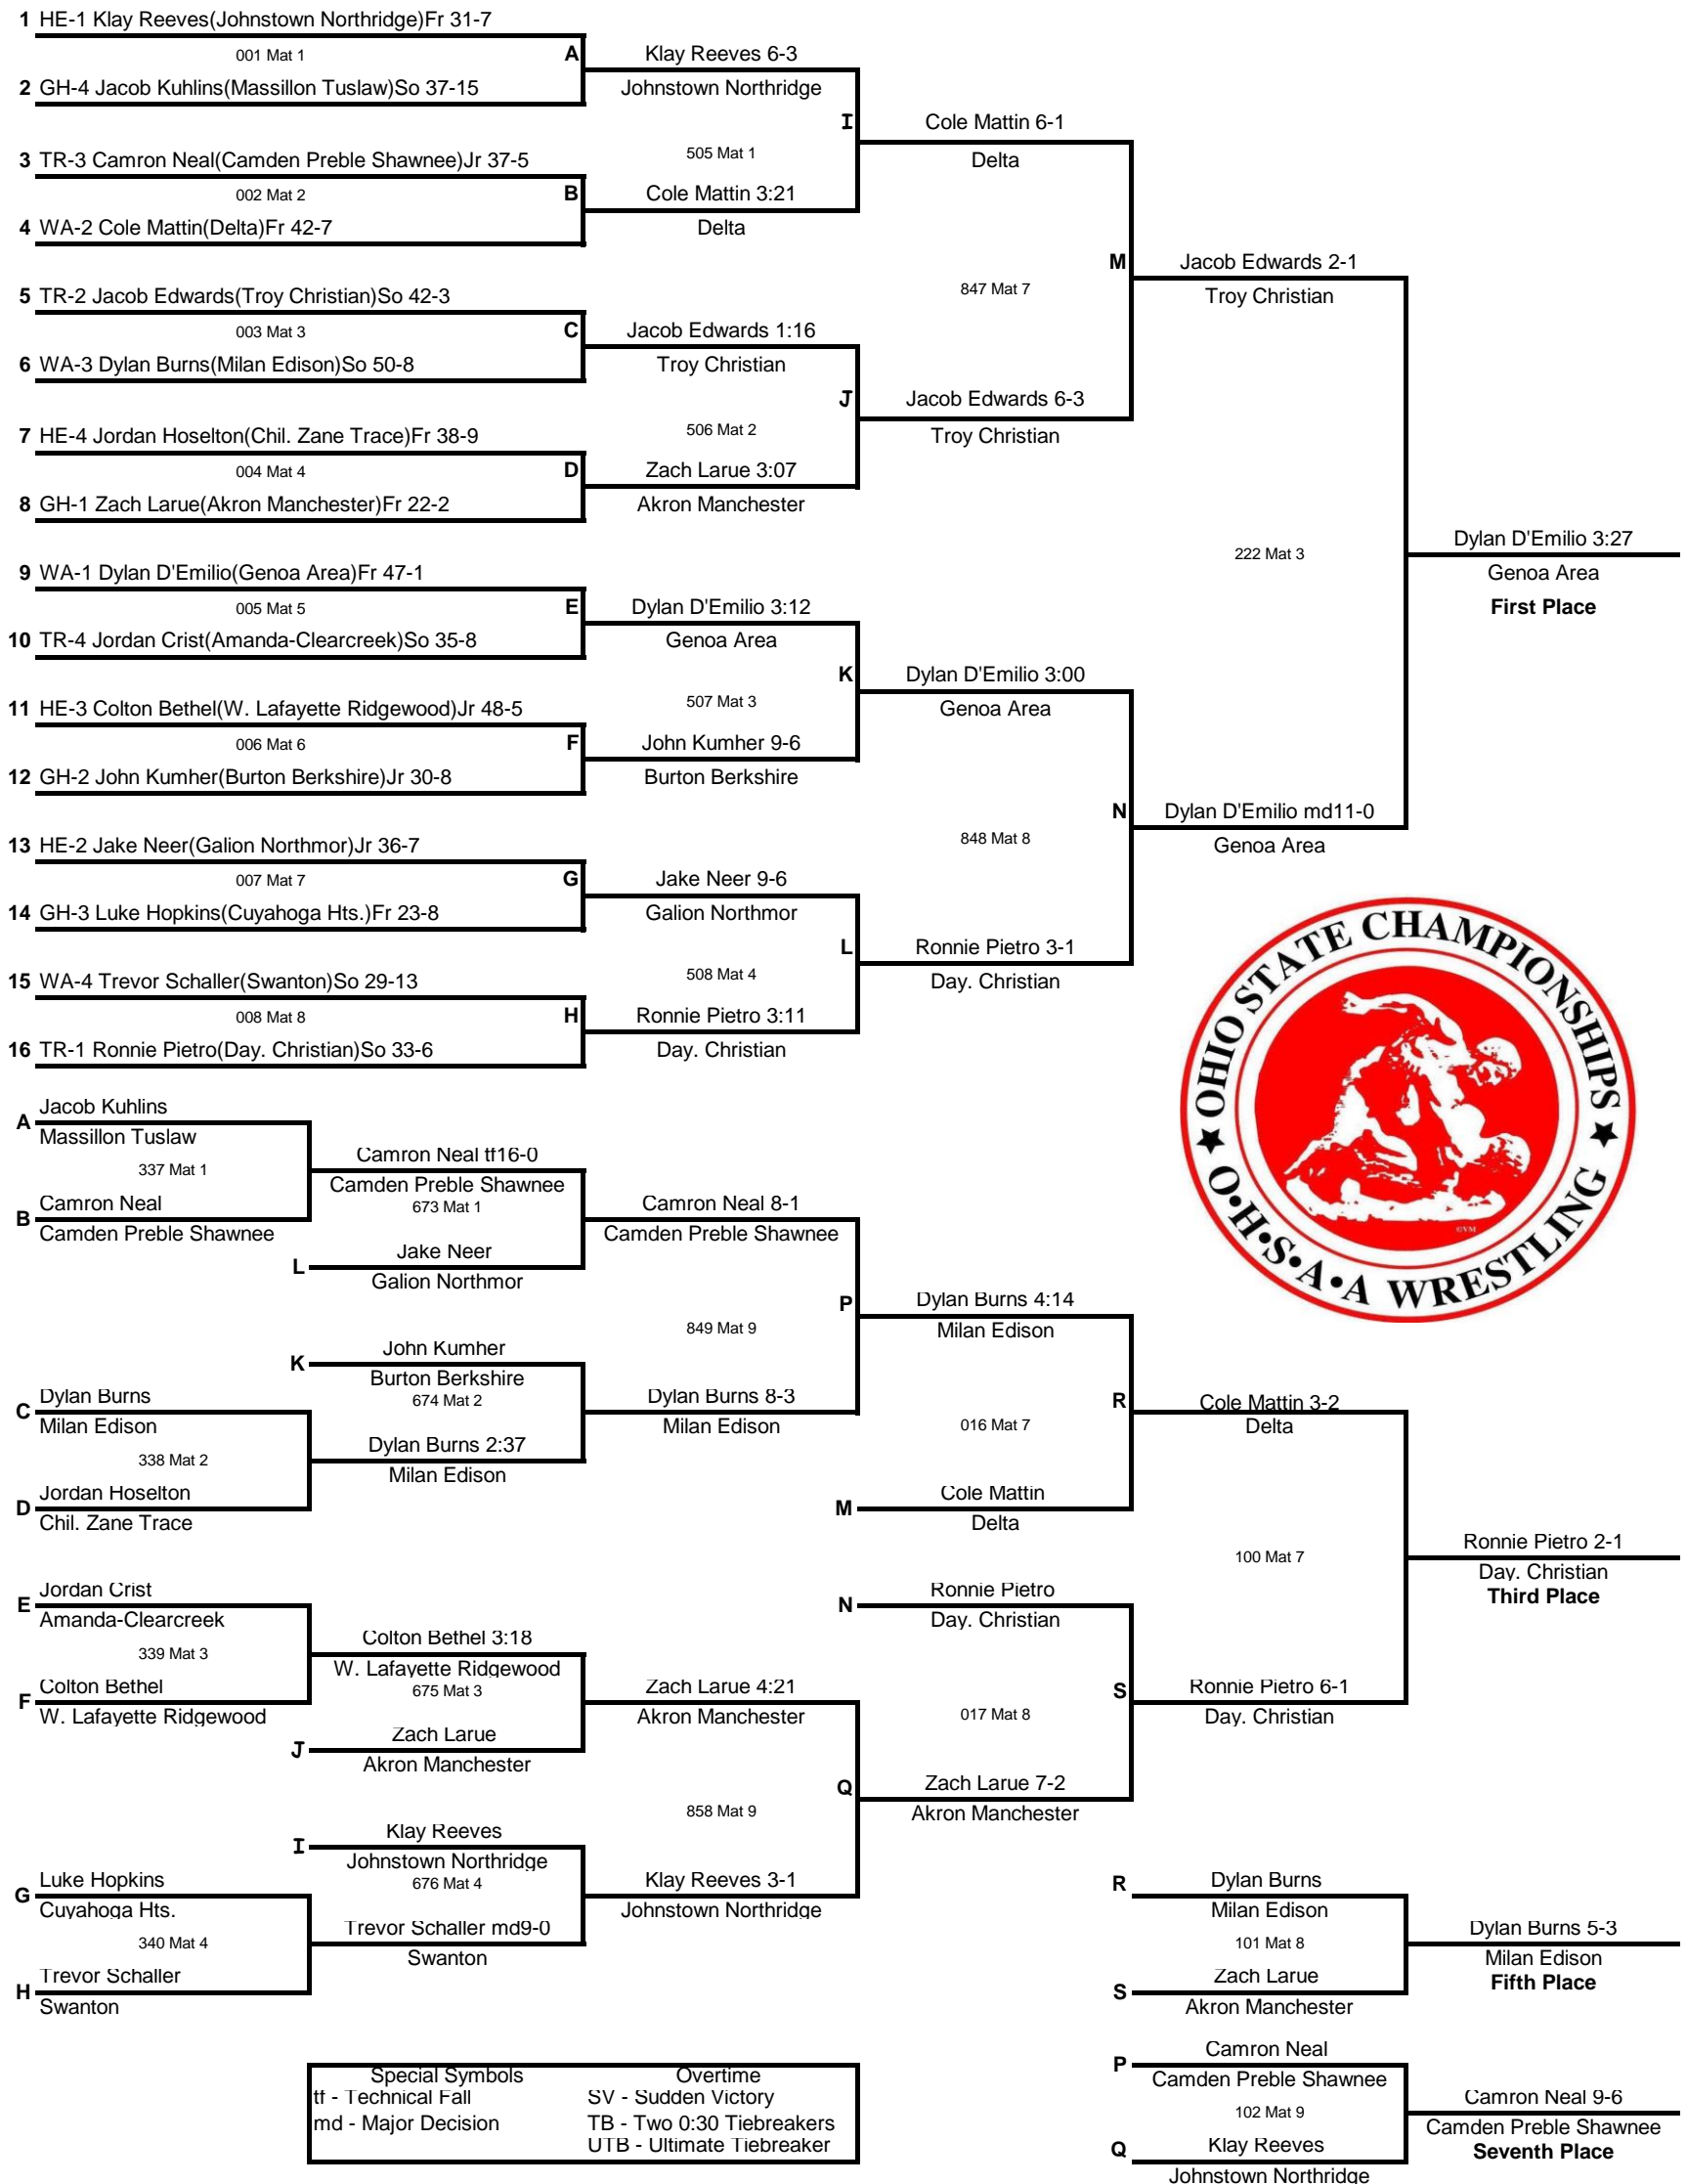 1 HE-1 Klay Reeves(Johnstown Northridge)Fr 31-7
001 Mat 1
A
2 GH-4 Jacob Kuhlins(Massillon Tuslaw)So 37-15
Klay Reeves 6-3
Johnstown Northridge
I
3 TR-3 Camron Neal(Camden Preble Shawnee)Jr 37-5
002 Mat 2
B
4 WA-2 Cole Mattin(Delta)Fr 42-7
505 Mat 1
Cole Mattin 3:21
Delta
Cole Mattin 6-1
Delta
5 TR-2 Jacob Edwards(Troy Christian)So 42-3
003 Mat 3
C
6 WA-3 Dylan Burns(Milan Edison)So 50-8
Jacob Edwards 1:16
Troy Christian
J
7 HE-4 Jordan Hoselton(Chil. Zane Trace)Fr 38-9
004 Mat 4
D
8 GH-1 Zach Larue(Akron Manchester)Fr 22-2
506 Mat 2
Zach Larue 3:07
Akron Manchester
Jacob Edwards 6-3
Troy Christian
847 Mat 7
M
Jacob Edwards 2-1
Troy Christian
9 WA-1 Dylan D'Emilio(Genoa Area)Fr 47-1
005 Mat 5
E
10 TR-4 Jordan Crist(Amanda-Clearcreek)So 35-8
Dylan D'Emilio 3:12
Genoa Area
K
11 HE-3 Colton Bethel(W. Lafayette Ridgewood)Jr 48-5
006 Mat 6
F
12 GH-2 John Kumher(Burton Berkshire)Jr 30-8
507 Mat 3
John Kumher 9-6
Burton Berkshire
Dylan D'Emilio 3:00
Genoa Area
13 HE-2 Jake Neer(Galion Northmor)Jr 36-7
007 Mat 7
G
14 GH-3 Luke Hopkins(Cuyahoga Hts.)Fr 23-8
Jake Neer 9-6
Galion Northmor
L
15 WA-4 Trevor Schaller(Swanton)So 29-13
008 Mat 8
H
16 TR-1 Ronnie Pietro(Day. Christian)So 33-6
508 Mat 4
Ronnie Pietro 3:11
Day. Christian
Ronnie Pietro 3-1
Day. Christian
848 Mat 8
N
Dylan D'Emilio md11-0
Genoa Area
222 Mat 3
Dylan D'Emilio 3:27
Genoa Area
First Place
★ OHIO STATE CHAMPIONSHIPS ★
O•H•S•A•A WRESTLING
©VM
A
Jacob Kuhlins
Massillon Tuslaw
337 Mat 1
B
Camron Neal
Camden Preble Shawnee
Camron Neal tf16-0
Camden Preble Shawnee
673 Mat 1
L
Jake Neer
Galion Northmor
Camron Neal 8-1
Camden Preble Shawnee
P
849 Mat 9
K
John Kumher
Burton Berkshire
674 Mat 2
C
Dylan Burns
Milan Edison
338 Mat 2
D
Jordan Hoselton
Chil. Zane Trace
Dylan Burns 2:37
Milan Edison
Dylan Burns 8-3
Milan Edison
Dylan Burns 4:14
Milan Edison
016 Mat 7
R
M
Cole Mattin
Delta
Cole Mattin 3-2
Delta
100 Mat 7
Ronnie Pietro 2-1
Day. Christian
Third Place
E
Jordan Crist
Amanda-Clearcreek
339 Mat 3
F
Colton Bethel
W. Lafayette Ridgewood
Colton Bethel 3:18
W. Lafayette Ridgewood
675 Mat 3
J
Zach Larue
Akron Manchester
Zach Larue 4:21
Akron Manchester
N
Ronnie Pietro
Day. Christian
017 Mat 8
S
Ronnie Pietro 6-1
Day. Christian
858 Mat 9
Q
Zach Larue 7-2
Akron Manchester
I
Klay Reeves
Johnstown Northridge
676 Mat 4
G
Luke Hopkins
Cuyahoga Hts.
340 Mat 4
H
Trevor Schaller
Swanton
Trevor Schaller md9-0
Swanton
Klay Reeves 3-1
Johnstown Northridge
R
Dylan Burns
Milan Edison
101 Mat 8
S
Zach Larue
Akron Manchester
Dylan Burns 5-3
Milan Edison
Fifth Place
P
Camron Neal
Camden Preble Shawnee
102 Mat 9
Q
Klay Reeves
Johnstown Northridge
Camron Neal 9-6
Camden Preble Shawnee
Seventh Place
Special Symbols
tf - Technical Fall
md - Major Decision
Overtime
SV - Sudden Victory
TB - Two 0:30 Tiebreakers
UTB - Ultimate Tiebreaker